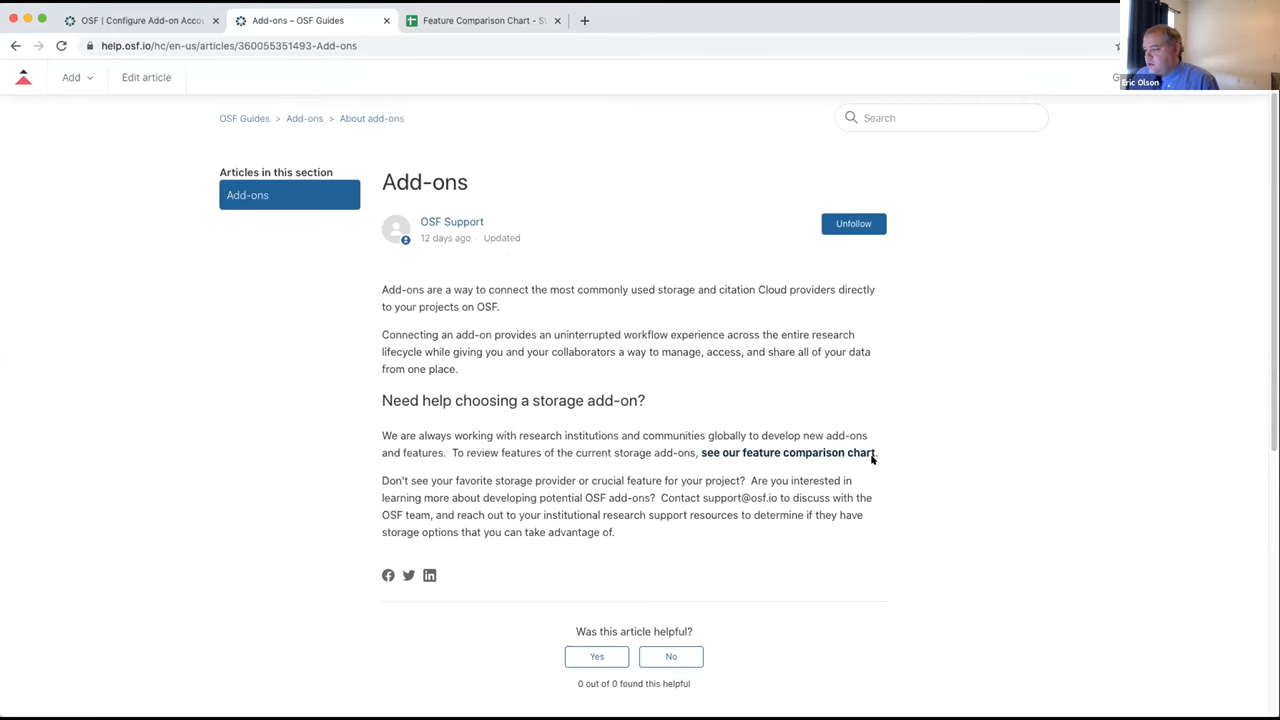 OSF | Configure Add-on Acco
Add-ons – OSF Guides
Feature Comparison Chart - S
help.osf.io/hc/en-us/articles/360055351493-Add-ons
Eric Olson
Add
Edit article
G
OSF Guides > Add-ons > About add-ons
Search
Articles in this section
Add-ons
Add-ons
OSF Support
12 days ago · Updated
Unfollow
Add-ons are a way to connect the most commonly used storage and citation Cloud providers directly
to your projects on OSF.
Connecting an add-on provides an uninterrupted workflow experience across the entire research
lifecycle while giving you and your collaborators a way to manage, access, and share all of your data
from one place.
Need help choosing a storage add-on?
We are always working with research institutions and communities globally to develop new add-ons
and features. To review features of the current storage add-ons, see our feature comparison chart.
Don't see your favorite storage provider or crucial feature for your project? Are you interested in
learning more about developing potential OSF add-ons? Contact support@osf.io to discuss with the
OSF team, and reach out to your institutional research support resources to determine if they have
storage options that you can take advantage of.
Was this article helpful?
Yes
No
0 out of 0 found this helpful